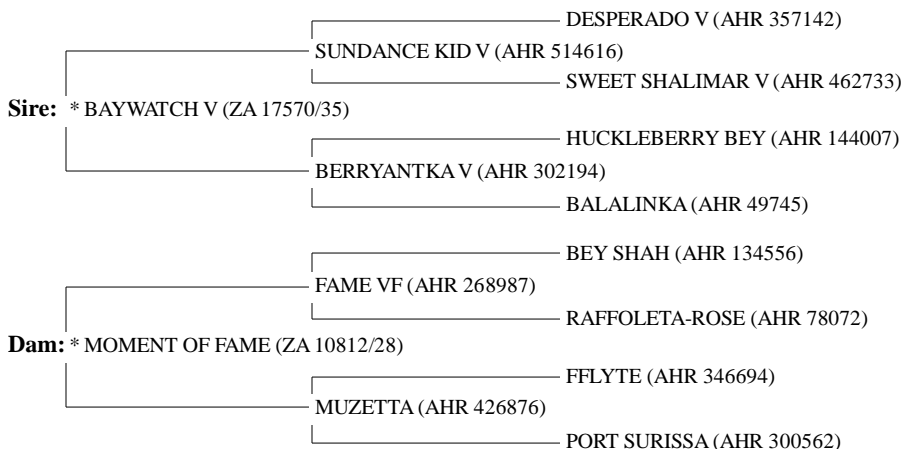 DESPERADO V (AHR 357142)
SUNDANCE KID V (AHR 514616)
SWEET SHALIMAR V (AHR 462733)
Sire: * BAYWATCH V (ZA 17570/35)
HUCKLEBERRY BEY (AHR 144007)
BERRYANTKA V (AHR 302194)
BALALINKA (AHR 49745)
BEY SHAH (AHR 134556)
FAME VF (AHR 268987)
RAFFOLETA-ROSE (AHR 78072)
Dam: * MOMENT OF FAME (ZA 10812/28)
FFLYTE (AHR 346694)
MUZETTA (AHR 426876)
PORT SURISSA (AHR 300562)